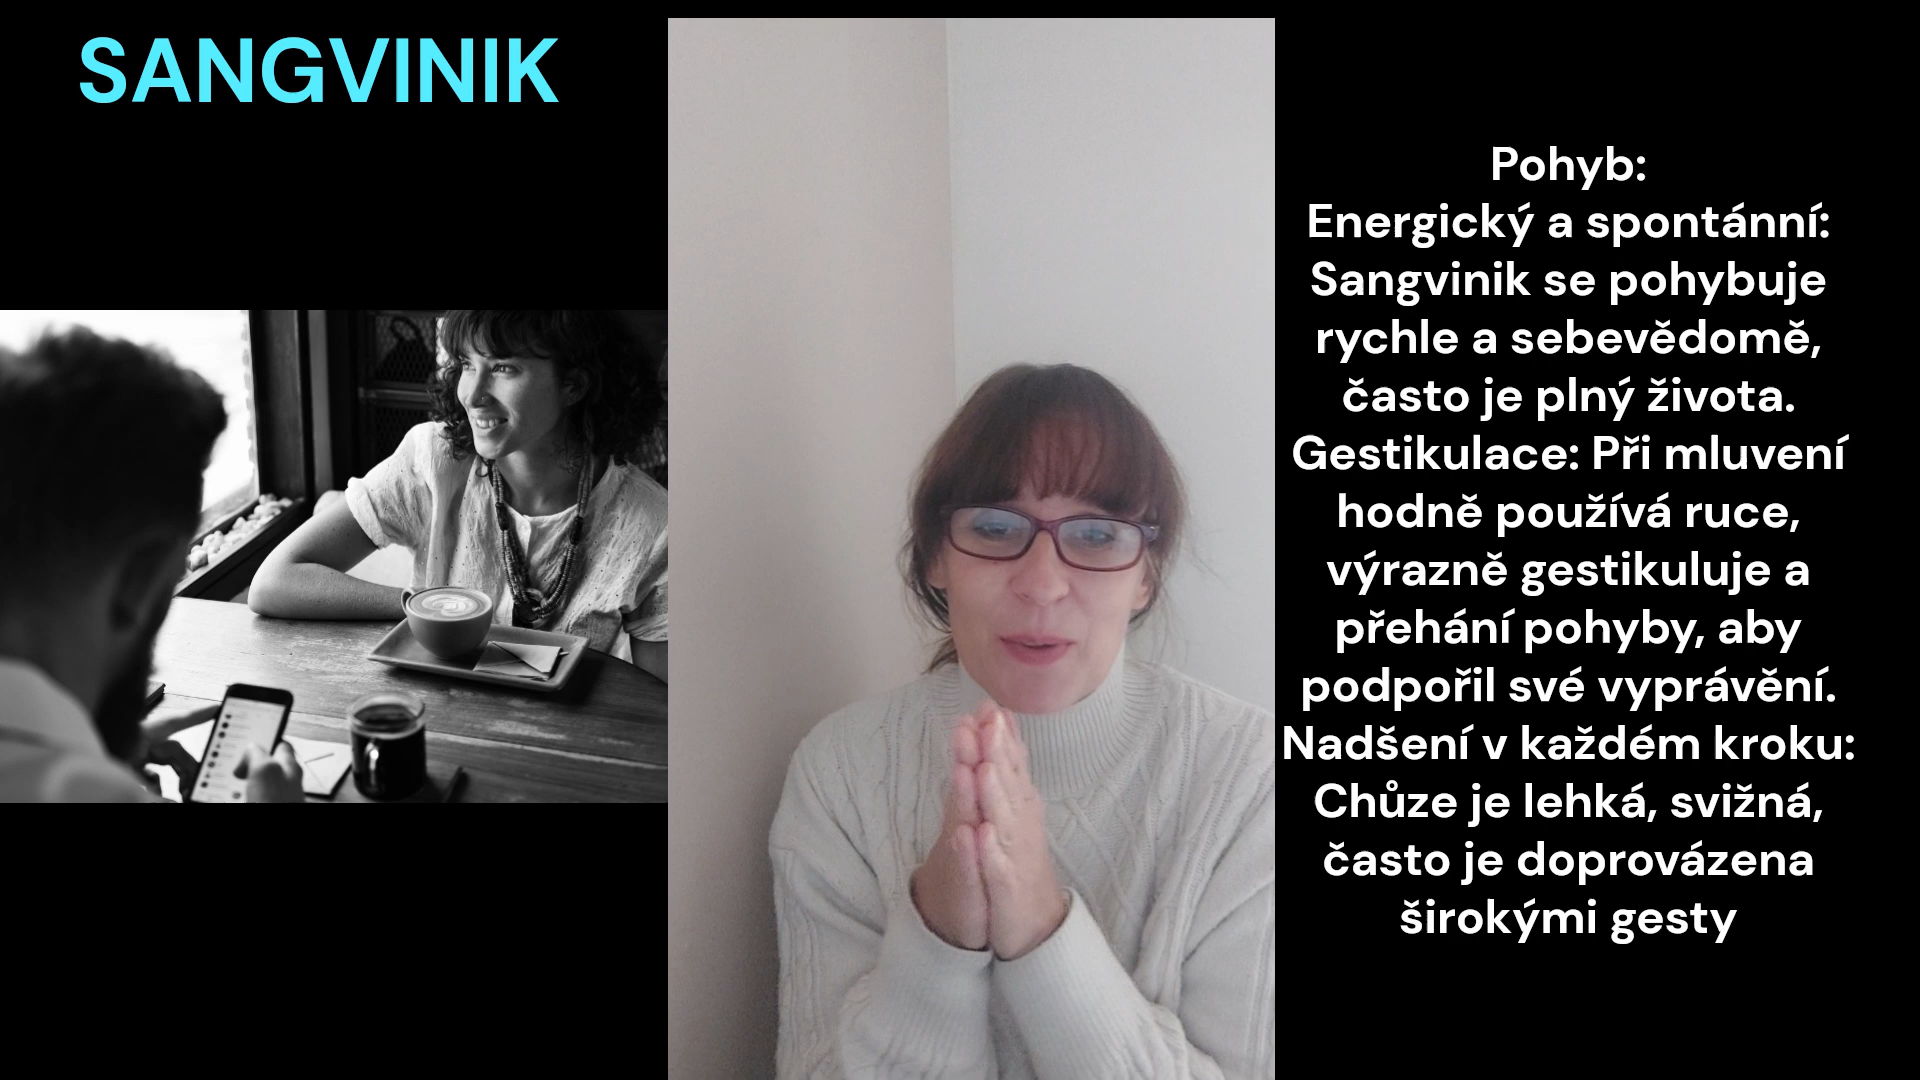 SANGVINIK
Pohyb:
Energický a spontánní:
Sangvinik se pohybuje
rychle a sebevědomě,
často je plný života.
Gestikulace: Při mluvení
hodně používá ruce,
výrazně gestikuluje a
přehání pohyby, aby
podpořil své vyprávění.
Nadšení v každém kroku:
Chůze je lehká, svižná,
často je doprovázena
širokými gesty